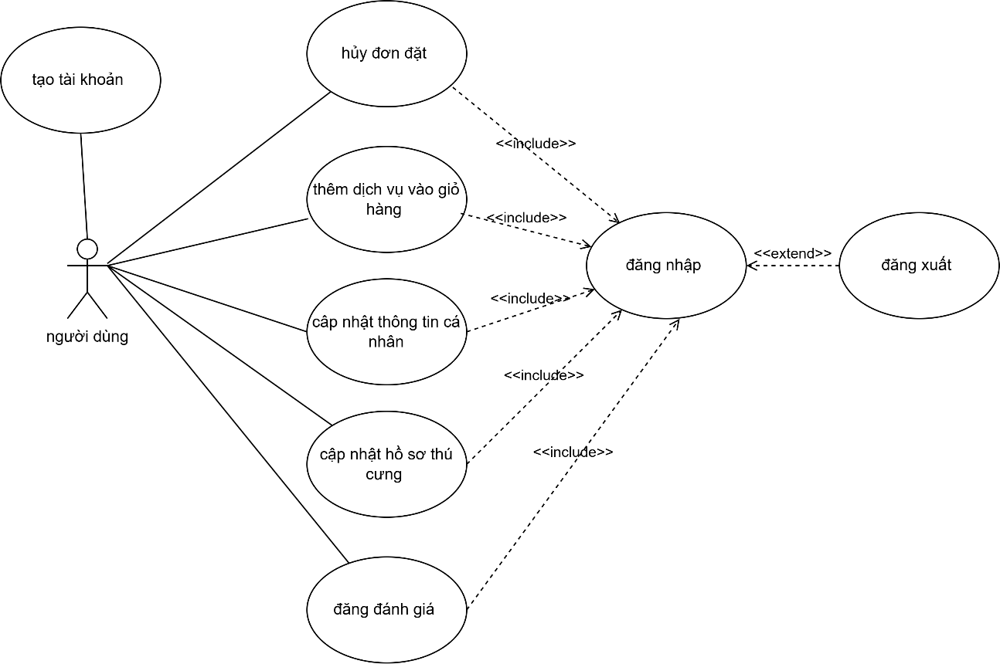 hủy đơn đặt
tạo tài khoản
<<include>>
thêm dịch vụ vào giỏ
hàng
<<include>>
<<extend>>
đăng nhập
đăng xuất
<<include>>
câp nhật thông tin cá
nhân
người dùng
<<include>>
cập nhật hồ sơ thú
cưng
<<include>>
đăng đánh giá